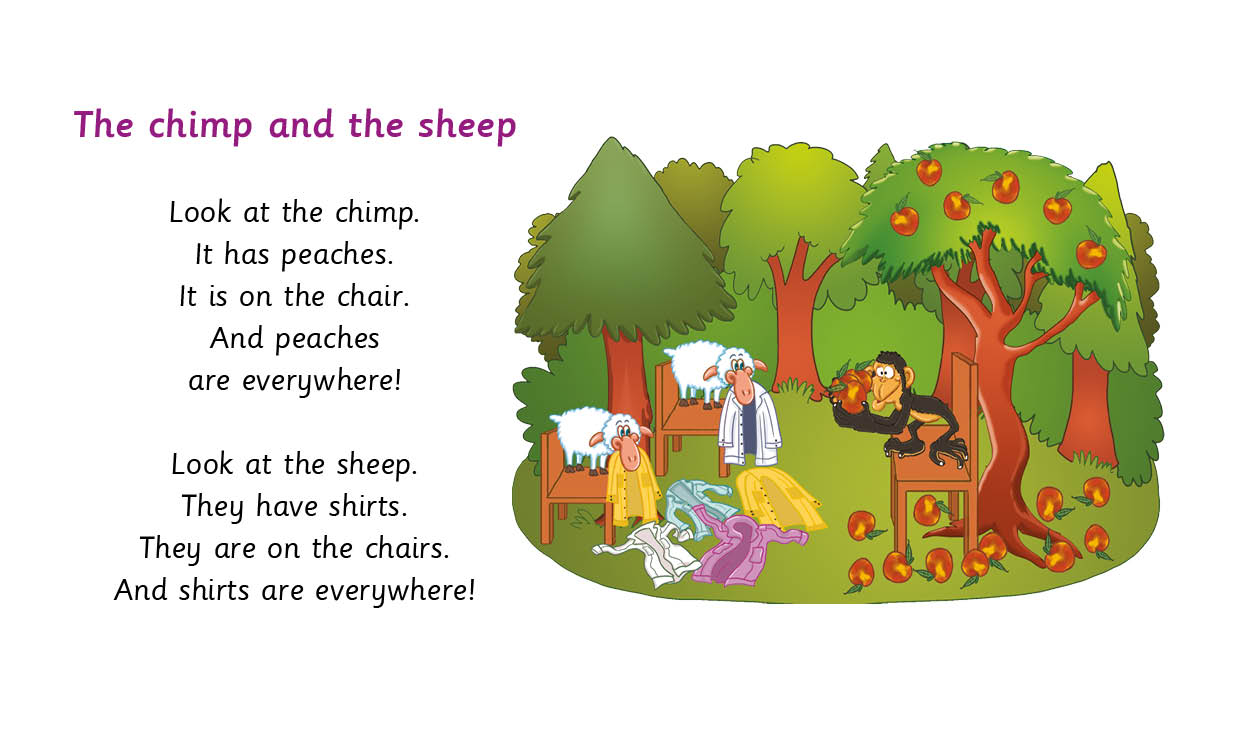 The chimp and the sheep
Look at the chimp.
It has peaches.
It is on the chair.
And peaches
are everywhere!
Look at the sheep.
They have shirts.
They are on the chairs.
And shirts are everywhere!